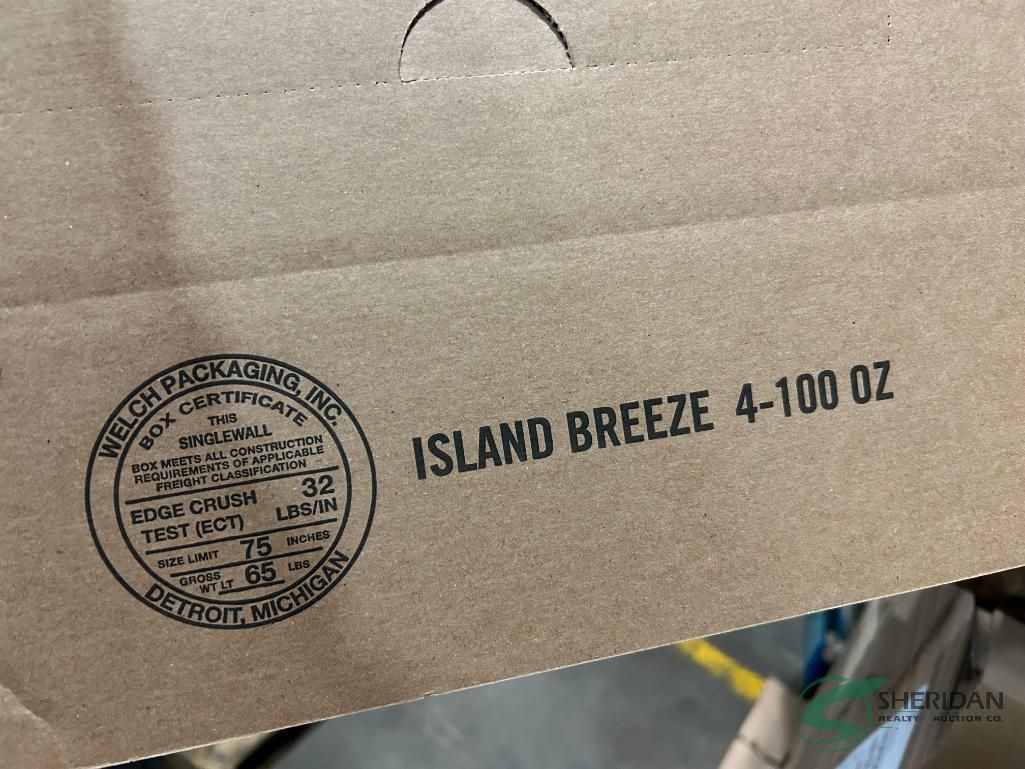 WELCH PACKAGING, INC.
BOX CERTIFICATE
THIS
SINGLEWALL
BOX MEETS ALL CONSTRUCTION
REQUIREMENTS OF APPLICABLE
FREIGHT CLASSIFICATION
EDGE CRUSH 32
TEST (ECT) LBS/IN
SIZE LIMIT 75 INCHES
GROSS
WT LT 65 LBS
DETROIT, MICHIGAN
ISLAND BREEZE 4-100 OZ
SHERIDAN
REALTY AUCTION CO.